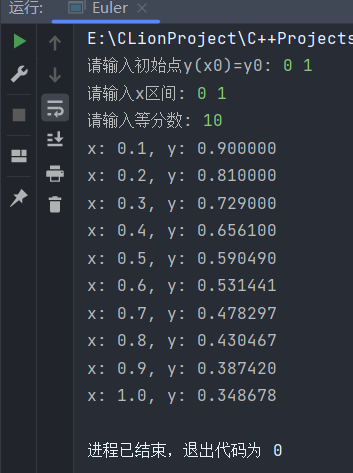 运行: Euler
E:\CLionProject\C++Projects
请输入初始点y(x0)=y0: 0 1
请输入x区间: 0 1
请输入等分数: 10
x: 0.1, y: 0.900000
x: 0.2, y: 0.810000
x: 0.3, y: 0.729000
x: 0.4, y: 0.656100
x: 0.5, y: 0.590490
x: 0.6, y: 0.531441
x: 0.7, y: 0.478297
x: 0.8, y: 0.430467
x: 0.9, y: 0.387420
x: 1.0, y: 0.348678
进程已结束，退出代码为 0